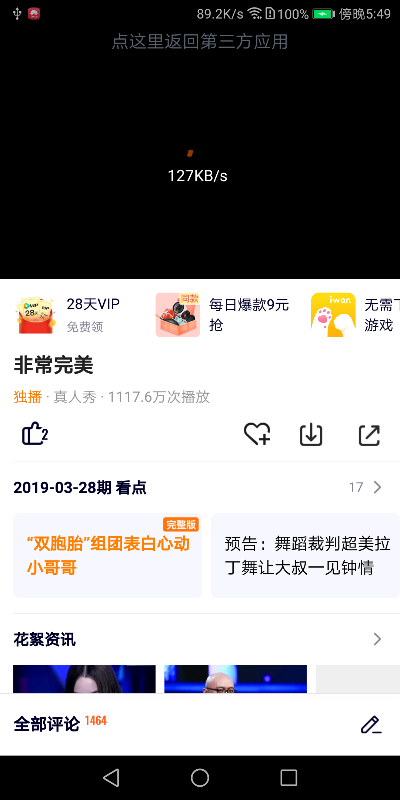 89.2K/s 100% 傍晚5:49
点这里返回第三方应用
127KB/s
28天VIP
免费领
每日爆款9元
抢
无需下
游戏
非常完美
独播 · 真人秀 · 1117.6万次播放
2
2019-03-28期 看点
17
完整版
“双胞胎”组团表白心动
小哥哥
预告：舞蹈裁判超美拉
丁舞让大叔一见钟情
花絮资讯
全部评论 1464